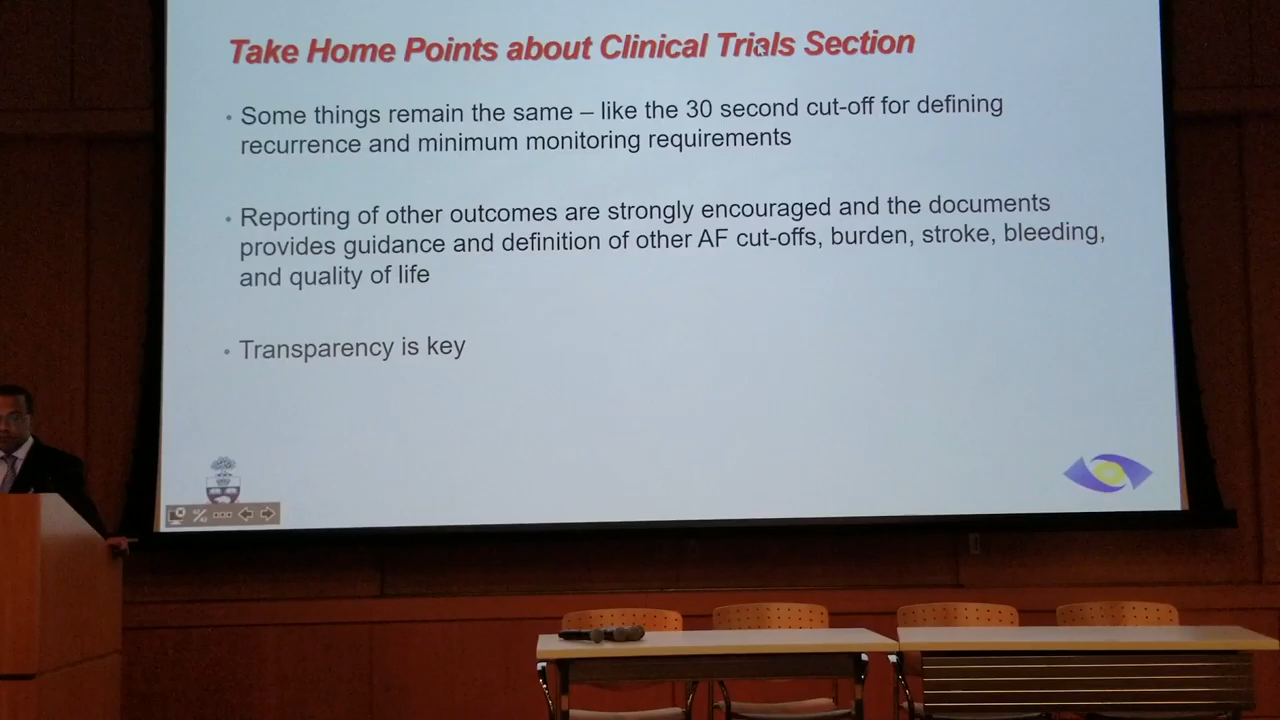 Take Home Points about Clinical Trials Section
• Some things remain the same – like the 30 second cut-off for defining
recurrence and minimum monitoring requirements
• Reporting of other outcomes are strongly encouraged and the documents
provides guidance and definition of other AF cut-offs, burden, stroke, bleeding,
and quality of life
• Transparency is key